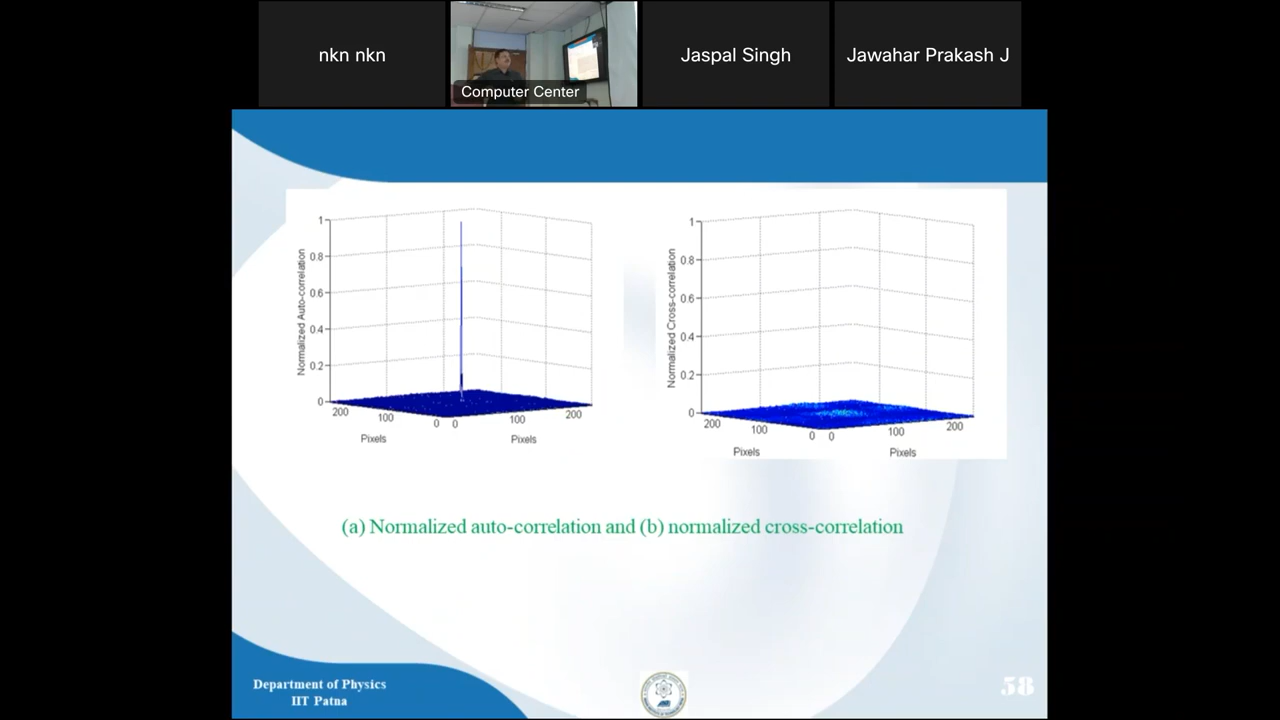 nkn nkn
Computer Center
Jaspal Singh
Jawahar Prakash J
Normalized Auto-correlation
1
0.8
0.6
0.4
0.2
0
200
100
0
0
100
200
Pixels
Pixels
Normalized Cross-correlation
1
0.8
0.6
0.4
0.2
0
200
100
0
0
100
200
Pixels
Pixels
(a) Normalized auto-correlation and (b) normalized cross-correlation
Department of Physics
IIT Patna
58